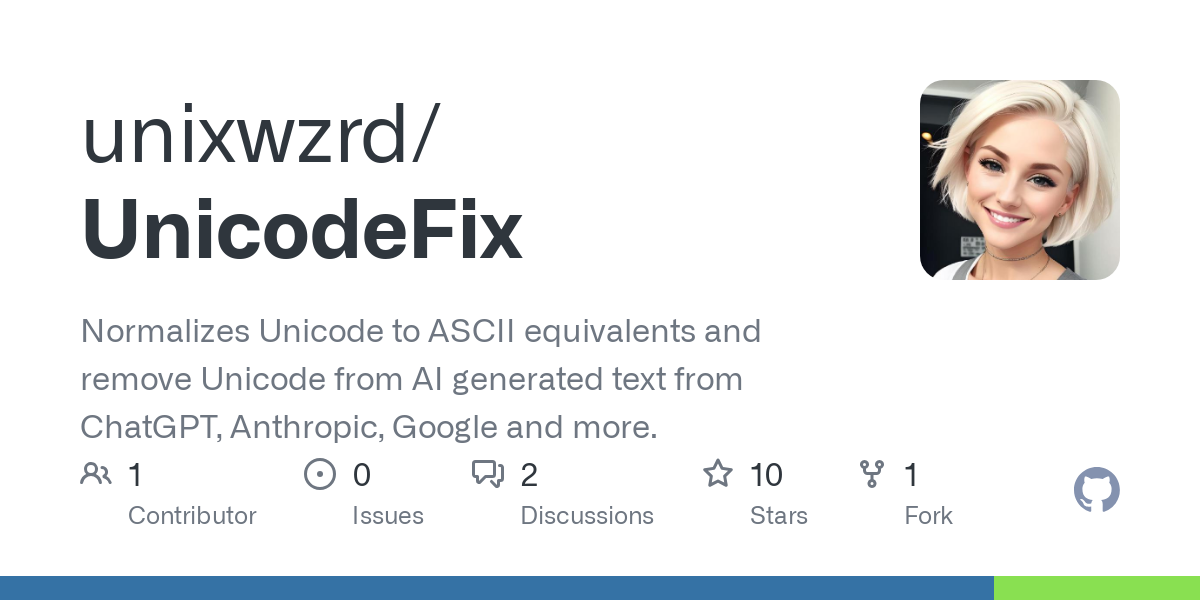 unixwzrd/
UnicodeFix
Normalizes Unicode to ASCII equivalents and
remove Unicode from AI generated text from
ChatGPT, Anthropic, Google and more.
1 0 2 10 1
Contributor Issues Discussions Stars Fork